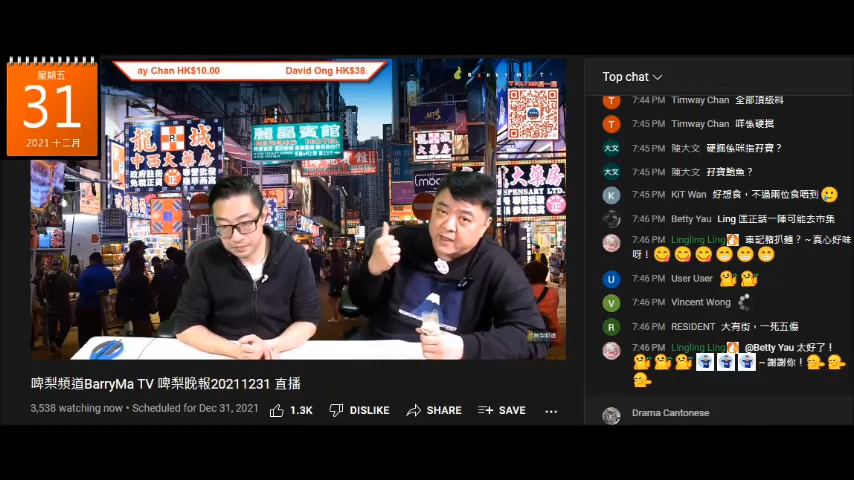 星期五
31
2021 十二月
ay Chan HK$10.00
David Ong HK$38.
BARRYMA TV
龍城
中西大藥房
麗晶賓館
大藥房
啤梨頻道BarryMa TV 啤梨晚報20211231 直播
3,538 watching now • Scheduled for Dec 31, 2021
1.3K
DISLIKE
SHARE
SAVE
Top chat
7:44 PM Timway Chan 全部頂級料
7:45 PM Timway Chan 咩係硬掘
7:45 PM 陳大文 硬掘係咪指孖寶?
7:45 PM 陳大文 孖寶鮑魚?
7:45 PM KiT Wan 好想食,不過兩位食哂到
7:46 PM Betty Yau Ling 匡正話一陣可能去市集
7:46 PM Lingling Ling 東記豬扒麵?~真心好味
呀!
7:46 PM User User
7:46 PM Vincent Wong
7:46 PM RESIDENT 大有街,一死五傷
7:46 PM Lingling Ling @Betty Yau 太好了!
~謝謝你!
Drama Cantonese